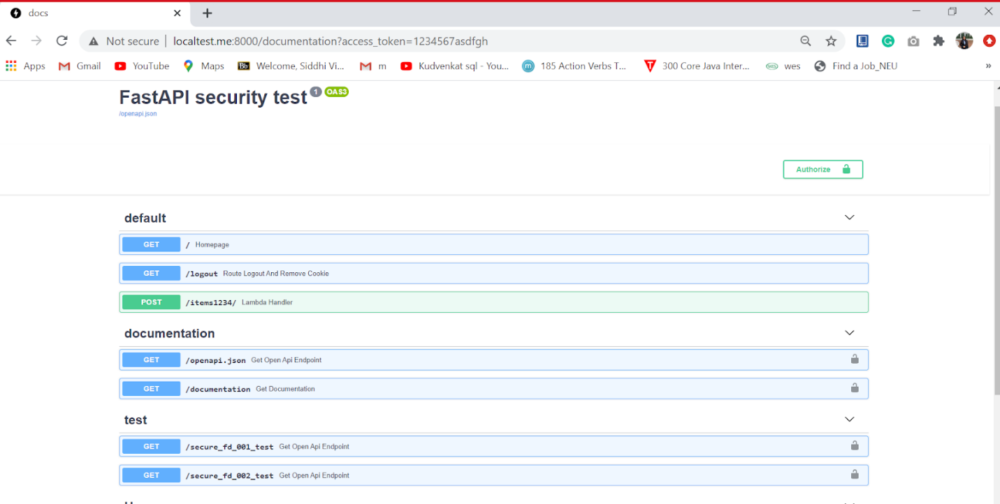 docs
Not secure | localtest.me:8000/documentation?access_token=1234567asdfgh
Apps Gmail YouTube Maps Bb Welcome, Siddhi Vi... m Kudvenkat sql - You... m 185 Action Verbs T... T 300 Core Java Inter... wes wes Find a Job_NEU »
FastAPI security test 1 OAS3
/openapi.json
Authorize
default
GET / Homepage
GET /logout Route Logout And Remove Cookie
POST /items1234/ Lambda Handler
documentation
GET /openapi.json Get Open Api Endpoint
GET /documentation Get Documentation
test
GET /secure_fd_001_test Get Open Api Endpoint
GET /secure_fd_002_test Get Open Api Endpoint